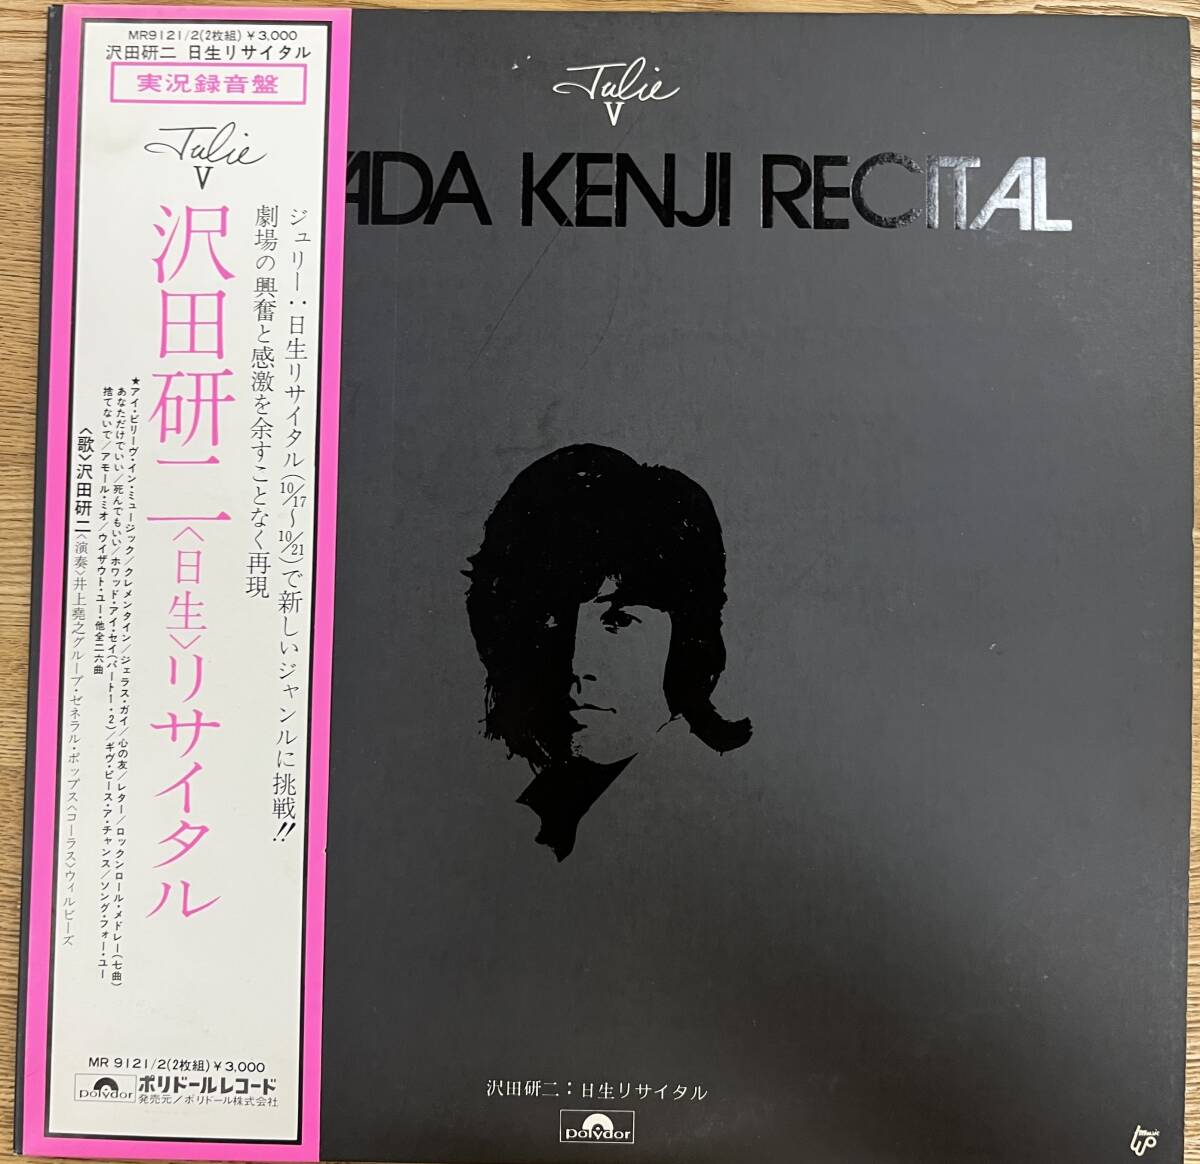 MR9121/2(2枚組)¥3,000
沢田研二 日生リサイタル
実況録音盤
Julie
V
ジュリー:日生リサイタル(10/17〜10/21)で新しいジャンルに挑戦!!
劇場の興奮と感激を余すことなく再現
沢田研二〈日生〉リサイタル
★アイ・ビリーヴ・イン・ミュージック/クレメンタイン/ジェラス・ガイ/心の友/レター/ロックンロール・メドレー(七曲)
あなただけでいい/死んでもいい/ホワッド・アイ・セイ(パート1・2)/ギヴ・ピース・ア・チャンス/ソング・フォー・ユー
捨てないで/アモール・ミオ/ウイザウト・ユー・他全二六曲
〈歌〉沢田研二〈演奏〉井上堯之グループ・ゼネラル・ポップス〈コーラス〉ウィルビーズ
MR 9121/2(2枚組)¥3,000
polydor
ポリドールレコード
発売元/ポリドール株式会社
Julie
V
ADA KENJI RECITAL
沢田研二:日生リサイタル
polydor
music
up